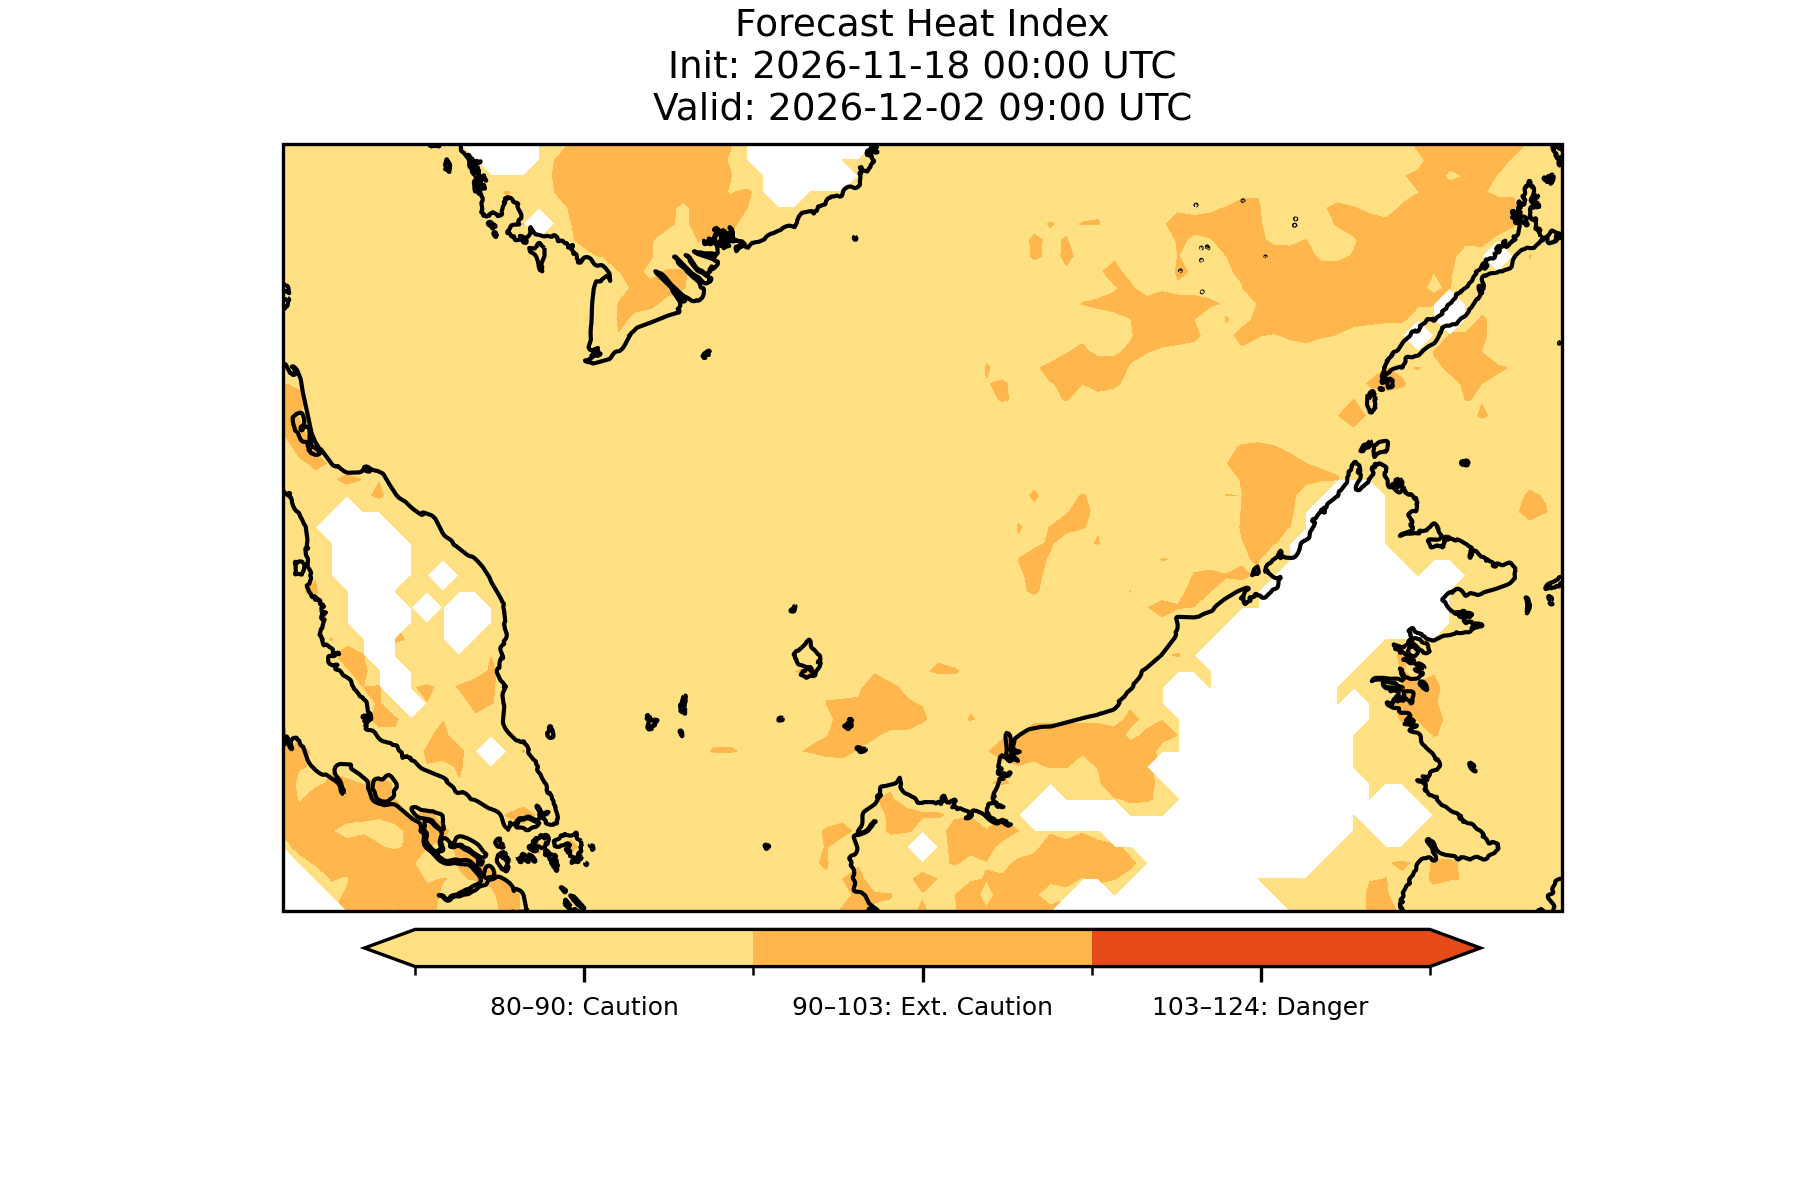 Forecast Heat Index
Init: 2026-11-18 00:00 UTC
Valid: 2026-12-02 09:00 UTC
80–90: Caution
90–103: Ext. Caution
103–124: Danger